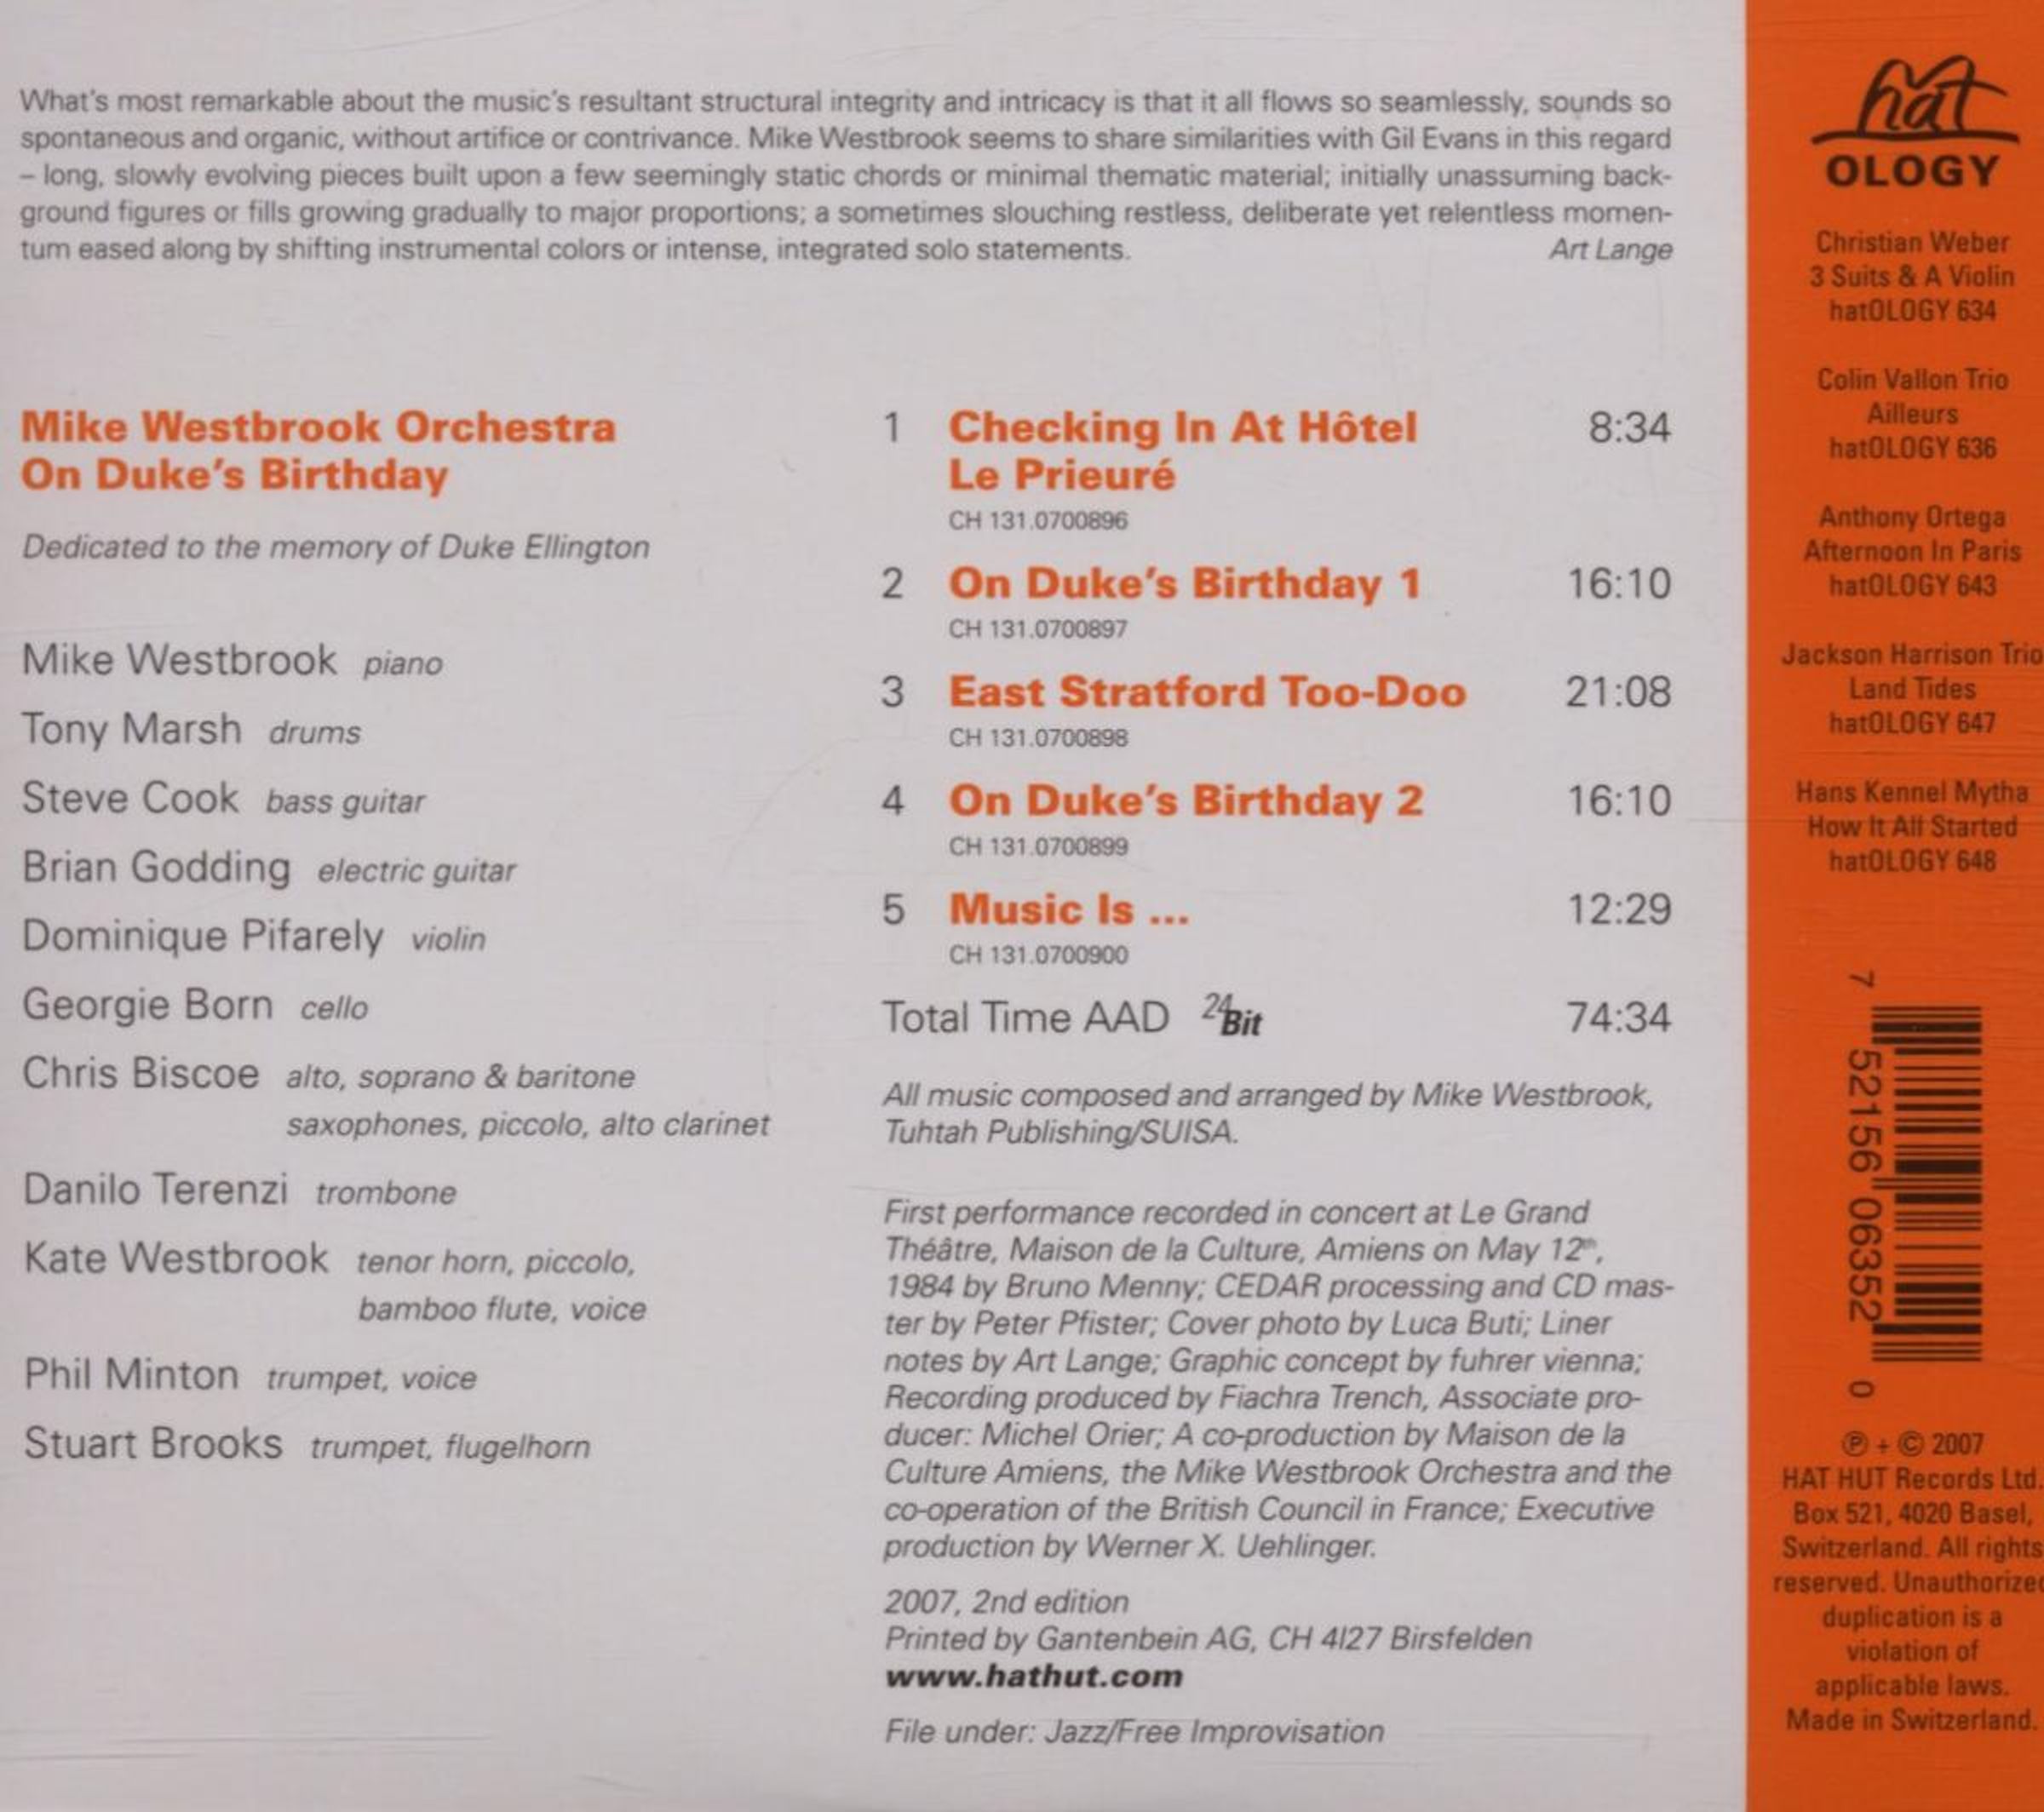 What's most remarkable about the music's resultant structural integrity and intricacy is that it all flows so seamlessly, sounds so
spontaneous and organic, without artifice or contrivance. Mike Westbrook seems to share similarities with Gil Evans in this regard
– long, slowly evolving pieces built upon a few seemingly static chords or minimal thematic material; initially unassuming back-
ground figures or fills growing gradually to major proportions; a sometimes slouching restless, deliberate yet relentless momen-
tum eased along by shifting instrumental colors or intense, integrated solo statements. Art Lange
Mike Westbrook Orchestra
On Duke's Birthday
Dedicated to the memory of Duke Ellington
Mike Westbrook piano
Tony Marsh drums
Steve Cook bass guitar
Brian Godding electric guitar
Dominique Pifarely violin
Georgie Born cello
Chris Biscoe alto, soprano & baritone
saxophones, piccolo, alto clarinet
Danilo Terenzi trombone
Kate Westbrook tenor horn, piccolo,
bamboo flute, voice
Phil Minton trumpet, voice
Stuart Brooks trumpet, flugelhorn
1 Checking In At Hôtel 8:34
Le Prieuré
CH 131.0700896
2 On Duke's Birthday 1 16:10
CH 131.0700897
3 East Stratford Too-Doo 21:08
CH 131.0700898
4 On Duke's Birthday 2 16:10
CH 131.0700899
5 Music Is ... 12:29
CH 131.0700900
Total Time AAD 24Bit 74:34
All music composed and arranged by Mike Westbrook,
Tuhtah Publishing/SUISA.
First performance recorded in concert at Le Grand
Théâtre, Maison de la Culture, Amiens on May 12th,
1984 by Bruno Menny; CEDAR processing and CD mas-
ter by Peter Pfister; Cover photo by Luca Buti; Liner
notes by Art Lange; Graphic concept by fuhrer vienna;
Recording produced by Fiachra Trench, Associate pro-
ducer: Michel Orier; A co-production by Maison de la
Culture Amiens, the Mike Westbrook Orchestra and the
co-operation of the British Council in France; Executive
production by Werner X. Uehlinger.
2007, 2nd edition
Printed by Gantenbein AG, CH 4127 Birsfelden
www.hathut.com
File under: Jazz/Free Improvisation
hat
OLOGY
Christian Weber
3 Suits & A Violin
hatOLOGY 634
Colin Vallon Trio
Ailleurs
hatOLOGY 636
Anthony Ortega
Afternoon In Paris
hatOLOGY 643
Jackson Harrison Trio
Land Tides
hatOLOGY 647
Hans Kennel Mytha
How It All Started
hatOLOGY 648
7 52156 06352 0
℗ + © 2007
HAT HUT Records Ltd.
Box 521, 4020 Basel,
Switzerland. All rights
reserved. Unauthorized
duplication is a
violation of
applicable laws.
Made in Switzerland.